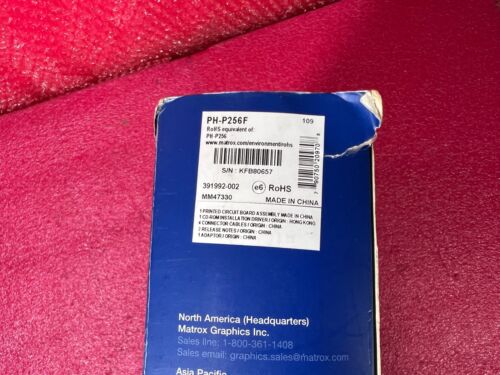 PH-P256F
109
RoHS equivalent of:
PH-P256
www.matrox.com/environment/rohs
S/N : KFB80657
391992-002
e6 RoHS
MM47330
MADE IN CHINA
1 PRINTED CIRCUIT BOARD ASSEMBLY MADE IN CHINA
1 CD-ROM INSTALLATION DRIVER / ORIGIN : HONG KONG
4 CONNECTOR CABLES / ORIGIN : CHINA
2 RELEASE NOTES / ORIGIN : CHINA
1 ADAPTOR / ORIGIN : CHINA
North America (Headquarters)
Matrox Graphics Inc.
Sales line: 1-800-361-1408
Sales email: graphics.sales@matrox.com
Asia Pacific